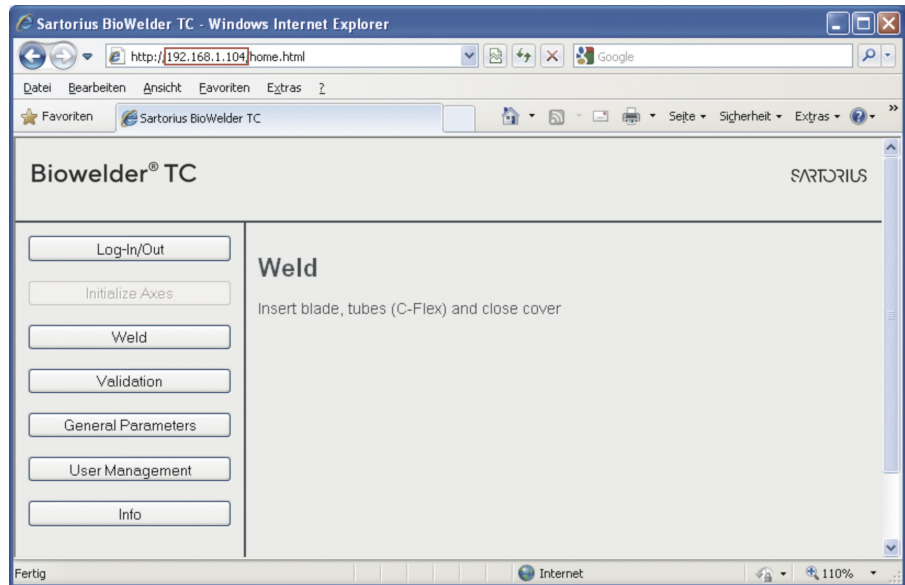 Sartorius BioWelder TC - Windows Internet Explorer
http://192.168.1.104/home.html
Google
Datei Bearbeiten Ansicht Favoriten Extras ?
Favoriten Sartorius BioWelder TC Seite Sicherheit Extras »
Biowelder® TC
SARTORIUS
Log-In/Out
Initialize Axes
Weld
Validation
General Parameters
User Management
Info
Weld
Insert blade, tubes (C-Flex) and close cover
Fertig Internet 110%